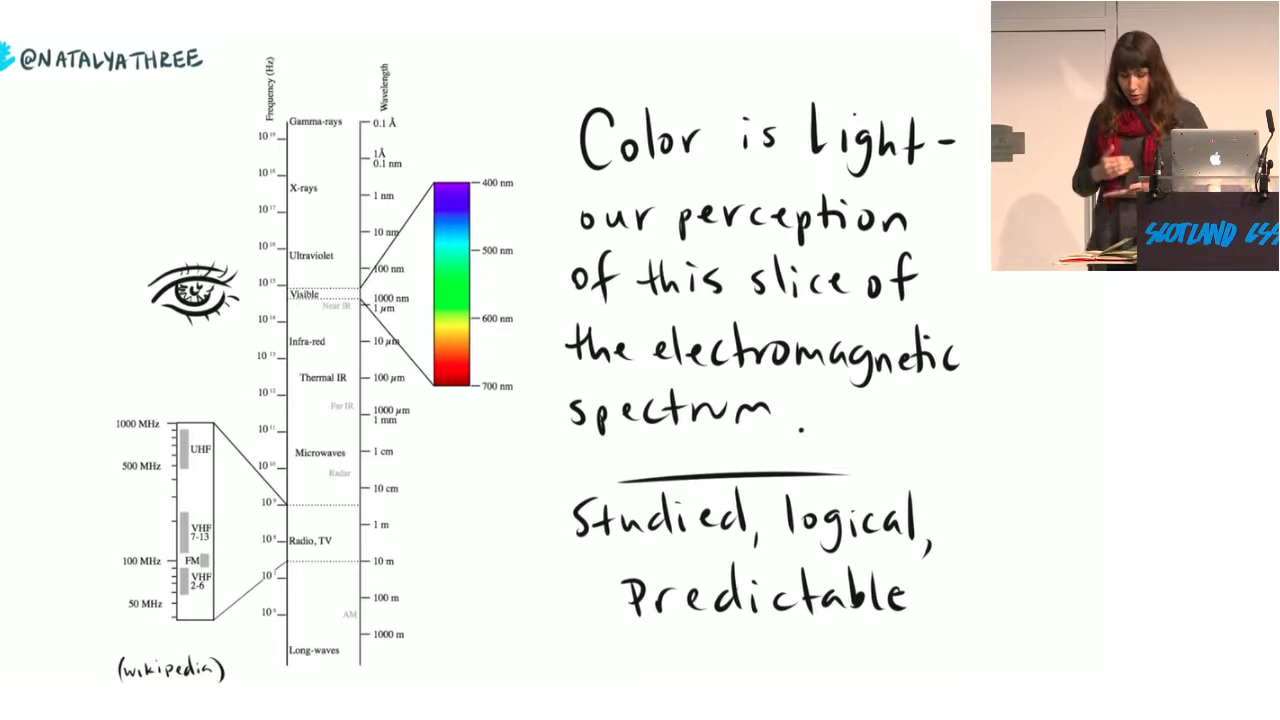 @NATALYATHREE
Frequency (Hz)
Wavelength
Gamma-rays
X-rays
Ultraviolet
Visible
Near IR
Infra-red
Thermal IR
Far IR
Microwaves
Radar
Radio, TV
AM
Long-waves
10¹⁹
10¹⁸
10¹⁷
10¹⁶
10¹⁵
10¹⁴
10¹³
10¹²
10¹¹
10¹⁰
10⁹
10⁸
10⁷
10⁶
0.1 Å
1Å
0.1 nm
1 nm
10 nm
100 nm
1000 nm
1 µm
10 µm
100 µm
1000 µm
1 mm
1 cm
10 cm
1 m
10 m
100 m
1000 m
400 nm
500 nm
600 nm
700 nm
1000 MHz
500 MHz
100 MHz
50 MHz
UHF
VHF
7-13
FM
VHF
2-6
(wikipedia)
Color is Light-
our perception
of this slice of
the electromagnetic
spectrum.
Studied, logical,
Predictable
SCOTLAND CSS